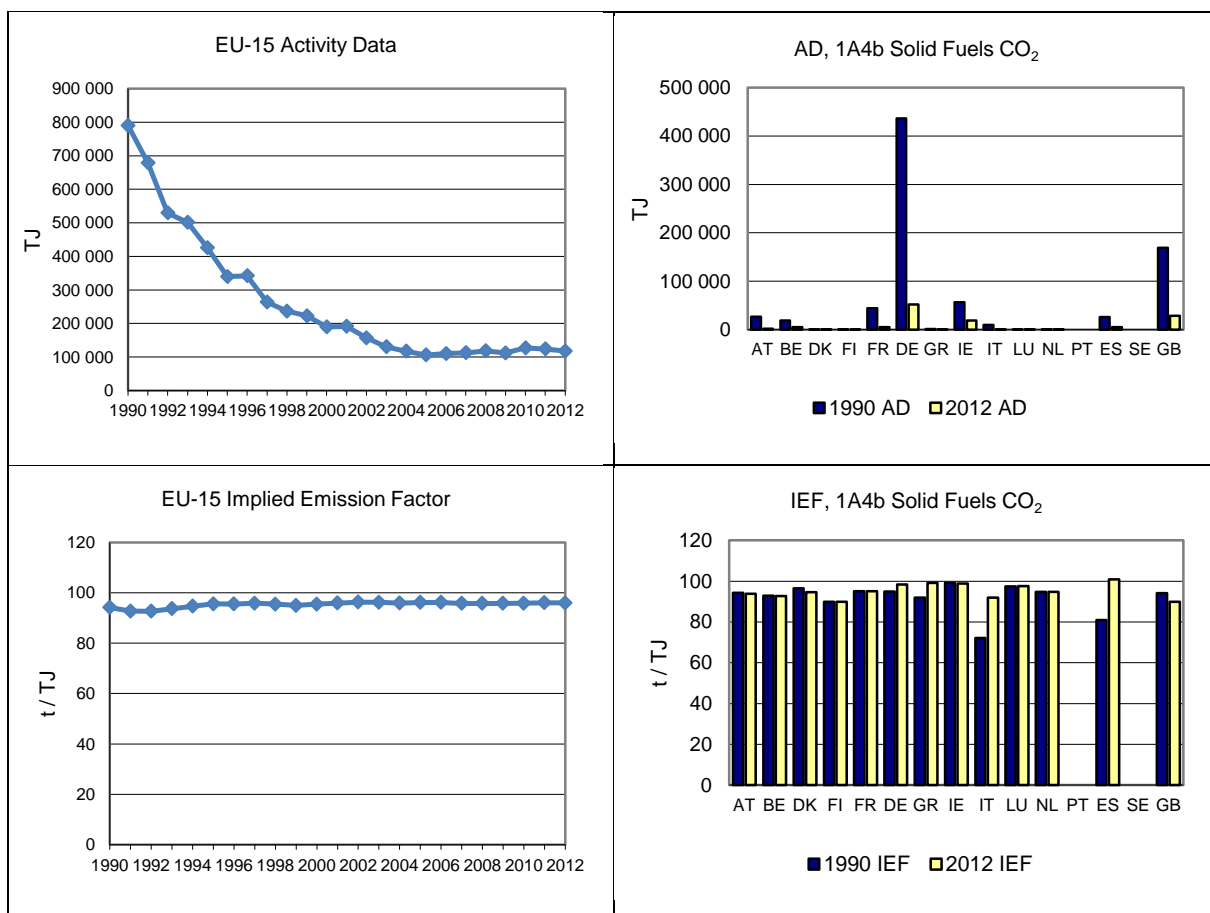 EU-15 Activity Data
900 000
800 000
700 000
600 000
500 000
400 000
300 000
200 000
100 000
0
TJ
1990 1992 1994 1996 1998 2000 2002 2004 2006 2008 2010 2012
AD, 1A4b Solid Fuels CO₂
500 000
400 000
300 000
200 000
100 000
0
TJ
AT BE DK FI FR DE GR IE IT LU NL PT ES SE GB
1990 AD 2012 AD
EU-15 Implied Emission Factor
120
100
80
60
40
20
0
t / TJ
1990 1992 1994 1996 1998 2000 2002 2004 2006 2008 2010 2012
IEF, 1A4b Solid Fuels CO₂
120
100
80
60
40
20
0
t / TJ
AT BE DK FI FR DE GR IE IT LU NL PT ES SE GB
1990 IEF 2012 IEF